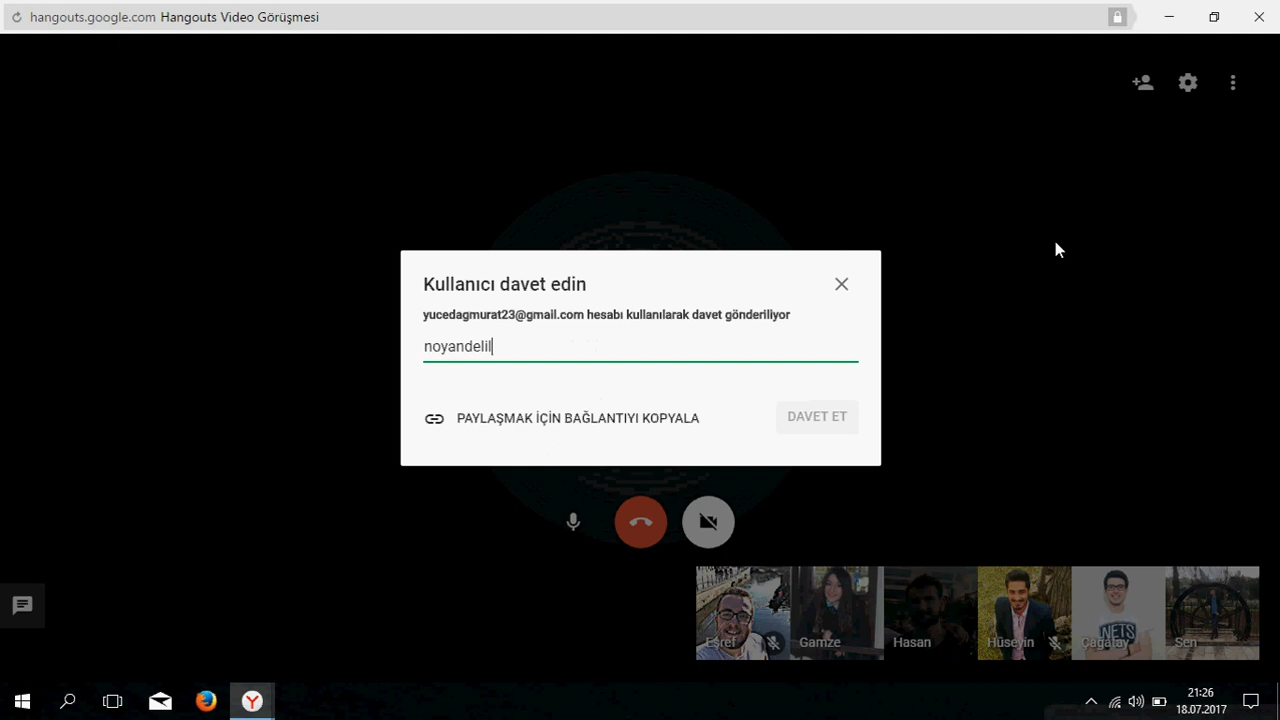 hangouts.google.com Hangouts Video Görüşmesi
Kullanıcı davet edin
yucedagmurat23@gmail.com hesabı kullanılarak davet gönderiliyor
noyandelil
PAYLAŞMAK İÇİN BAĞLANTIYI KOPYALA
DAVET ET
NETS
Eşref
Gamze
Hasan
Hüseyin
Çağatay
Sen
21:26
18.07.2017